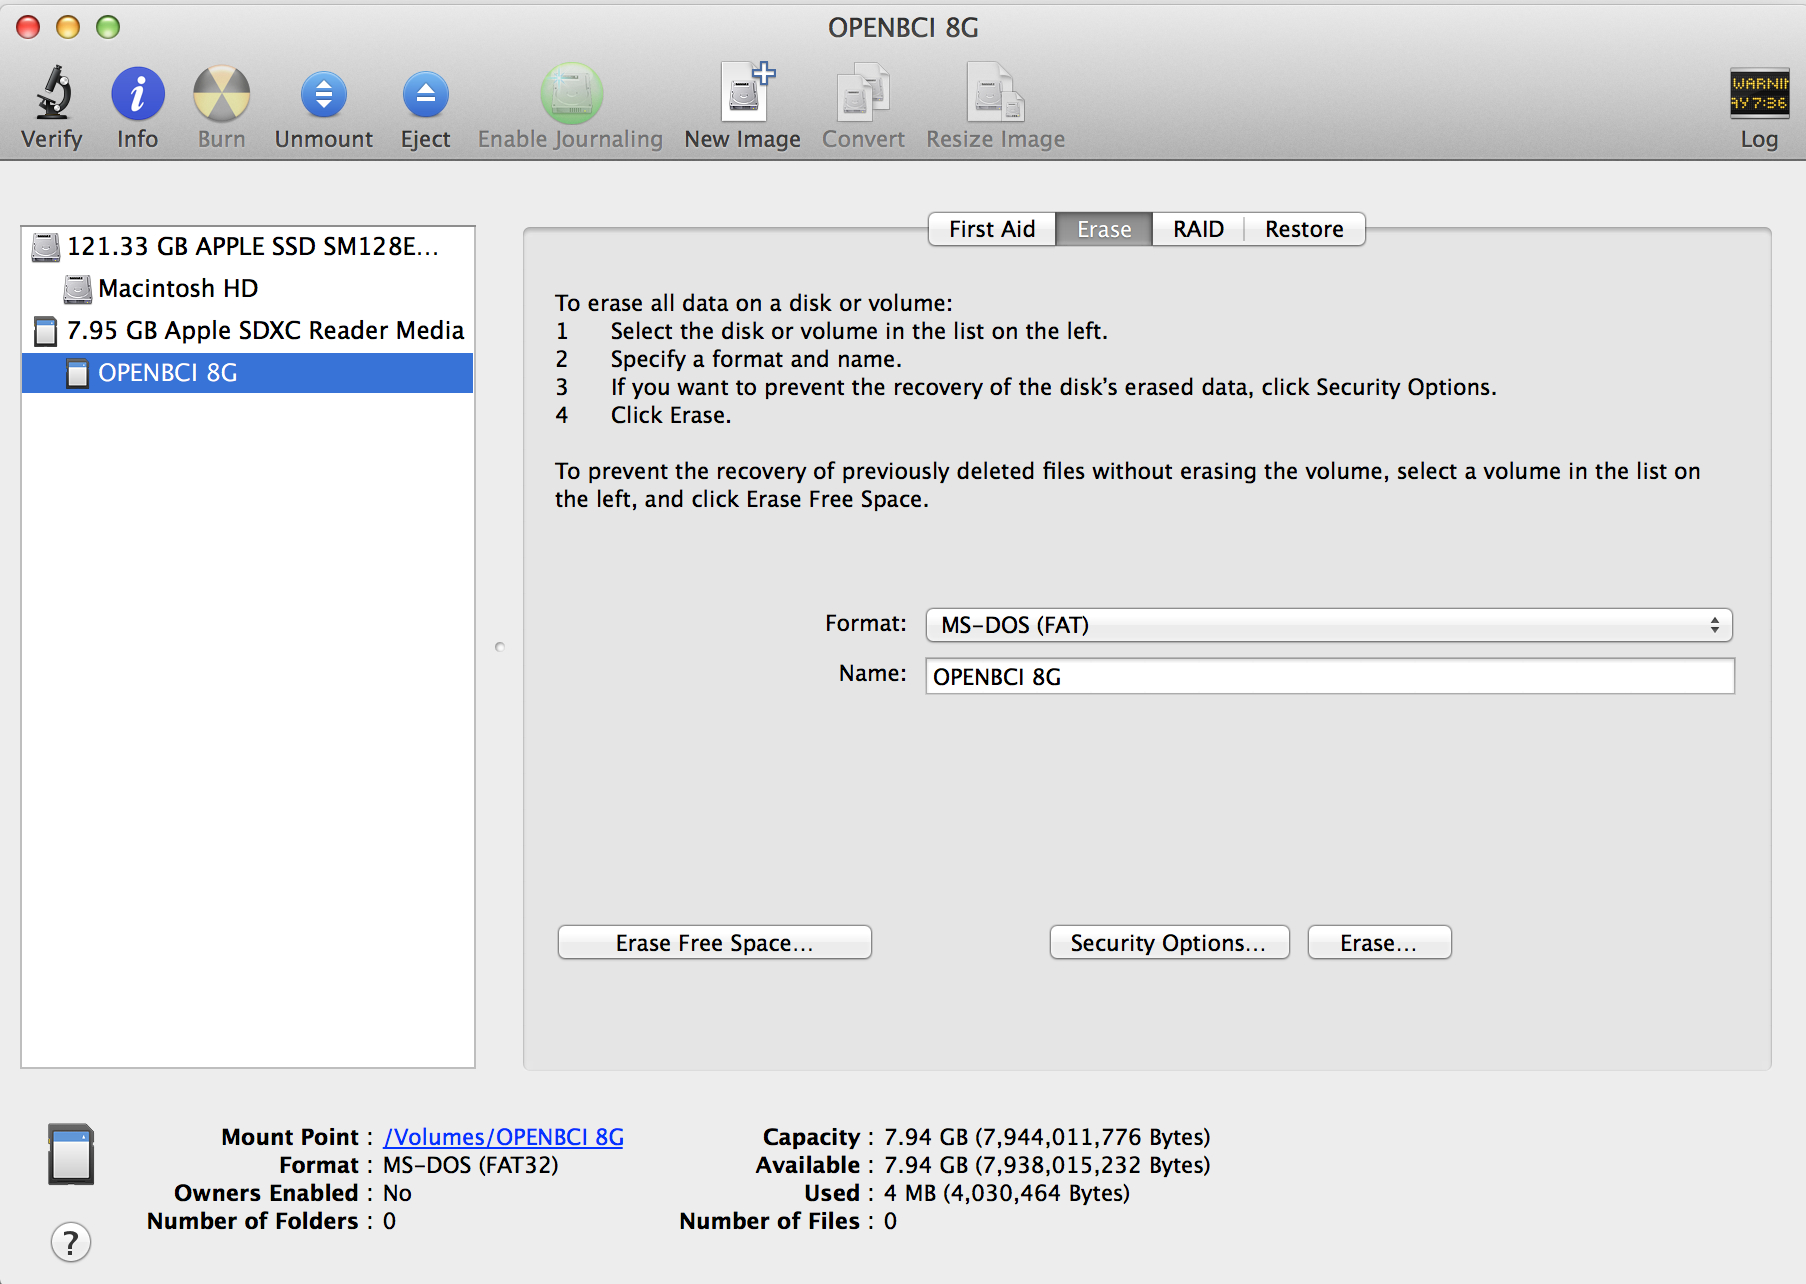 OPENBCI 8G
Verify
Info
Burn
Unmount
Eject
Enable Journaling
New Image
Convert
Resize Image
WARNIN
AY 7:36
Log
121.33 GB APPLE SSD SM128E...
Macintosh HD
7.95 GB Apple SDXC Reader Media
OPENBCI 8G
First Aid
Erase
RAID
Restore
To erase all data on a disk or volume:
1 Select the disk or volume in the list on the left.
2 Specify a format and name.
3 If you want to prevent the recovery of the disk’s erased data, click Security Options.
4 Click Erase.
To prevent the recovery of previously deleted files without erasing the volume, select a volume in the list on
the left, and click Erase Free Space.
Format: MS-DOS (FAT)
Name: OPENBCI 8G
Erase Free Space...
Security Options...
Erase...
Mount Point : /Volumes/OPENBCI 8G
Format : MS-DOS (FAT32)
Owners Enabled : No
Number of Folders : 0
Capacity : 7.94 GB (7,944,011,776 Bytes)
Available : 7.94 GB (7,938,015,232 Bytes)
Used : 4 MB (4,030,464 Bytes)
Number of Files : 0
?